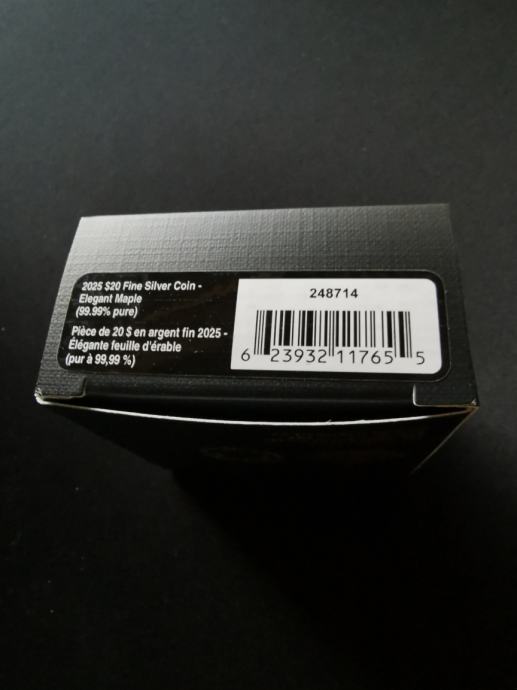 2025 $20 Fine Silver Coin -
Elegant Maple
(99.99% pure)
Pièce de 20 $ en argent fin 2025 -
Élégante feuille d'érable
(pur à 99,99 %)
248714
6 23932 11765 5